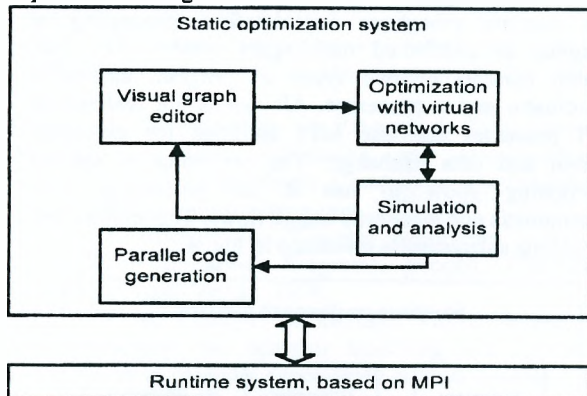 Static optimization system
Visual graph
editor
Optimization
with virtual
networks
Simulation
and analysis
Parallel code
generation
Runtime system, based on MPI